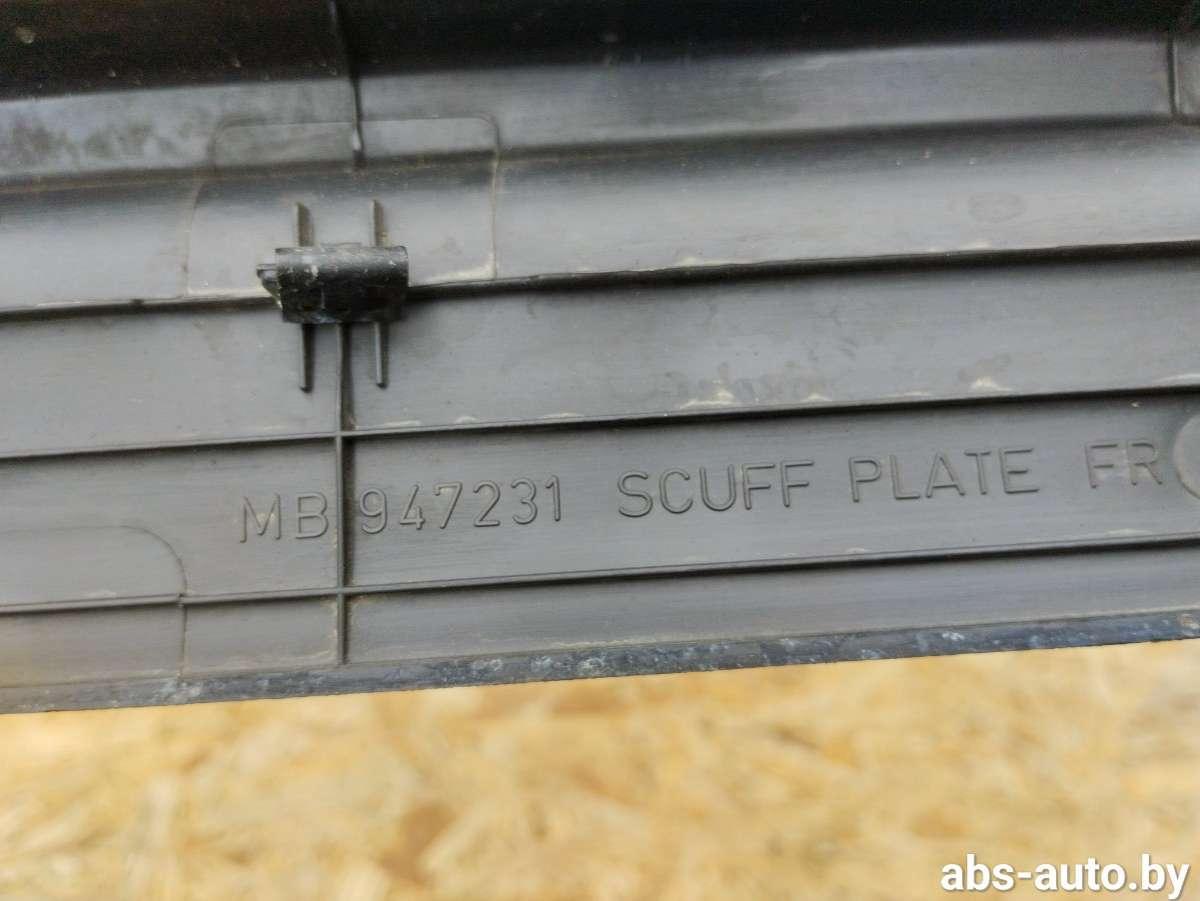 MB 947231 SCUFF PLATE FR
abs-auto.by